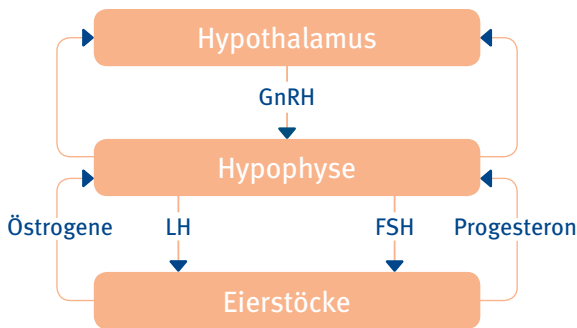 Hypothalamus
GnRH
Hypophyse
Östrogene LH FSH Progesteron
Eierstöcke